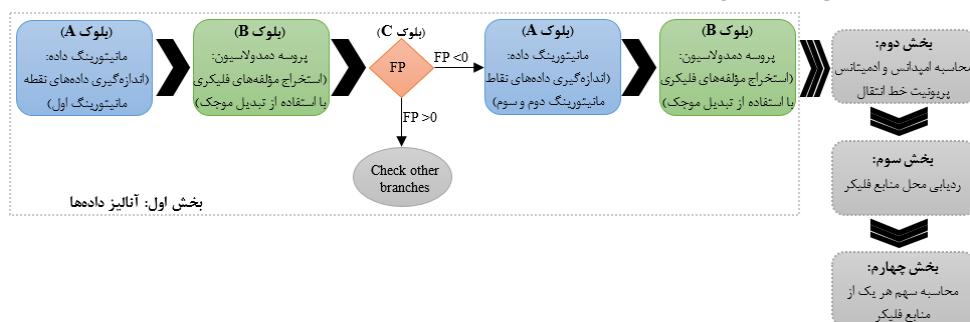 (بلوک A)
مانیتورینگ داده:
(اندازه‌گیری داده‌های نقطه
مانیتورینگ اول)
(بلوک B)
پروسه دمدولاسیون:
(استخراج مؤلفه‌های فلیکری
با استفاده از تبدیل موجک)
(بلوک C)
FP
FP <0
FP >0
Check other
branches
(بلوک A)
مانیتورینگ داده:
(اندازه‌گیری داده‌های نقاط
مانیتورینگ دوم و سوم)
(بلوک B)
پروسه دمدولاسیون:
(استخراج مؤلفه‌های فلیکری
با استفاده از تبدیل موجک)
بخش اول: آنالیز داده‌ها
بخش دوم:
محاسبه امپدانس و ادمیتانس
پریونیت خط انتقال
بخش سوم:
ردیابی محل منابع فلیکر
بخش چهارم:
محاسبه سهم هر یک از
منابع فلیکر